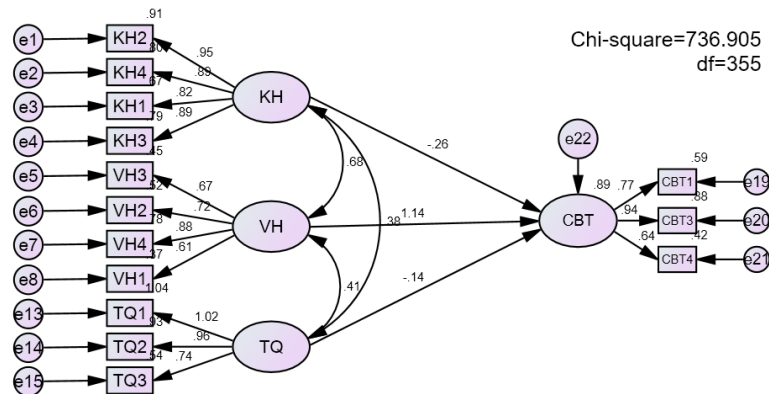 Chi-square=736.905
df=355
.91
e1 KH2 .95
.80
e2 KH4 .89
.67
e3 KH1 .82
.79
e4 KH3 .89
KH
.45
e5 VH3 .67
.52
e6 VH2 .72
.78
e7 VH4 .88
.37
e8 VH1 .61
VH
1.04
e13 TQ1 1.02
.93
e14 TQ2 .96
.54
e15 TQ3 .74
TQ
.68
.38
.41
-.26
1.14
-.14
e22
.89
CBT
.59
.77 CBT1 e19
.88
.94 CBT3 e20
.42
.64 CBT4 e21